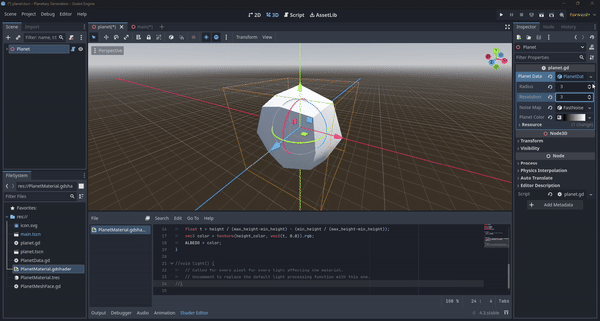 Scene Project Debug Editor Help
2D 3D Script AssetLib
Forward+
Scene Import
planet(*)
main(*)
Inspector Node History
Filter: name, t
Transform View
Planet
Perspective
Planet
Filter Properties
planet.gd
Planet Data
PlanetDat
Radius
Resolution
3
Noise Map
FastNoise
Planet Color
Resource
Node3D
Transform
Visibility
Node
Process
Physics Interpolation
Auto Translate
Editor Description
Script
planet.gd
Add Metadata
FileSystem
res://PlanetMaterial.gdsha
Filter Files
Favorites:
res://
icon.svg
main.tscn
planet.gd
planet.tscn
PlanetData.gd
PlanetMaterial.gdshader
PlanetMaterial.tres
PlanetMeshFace.gd
File
Search Edit Go To Help
PlanetMaterial.gdsha...
float t = height / (max_height-min_height) - (min_height / (max_height-min_height));
vec3 color = texture(height_color, vec2(t, 0.0)).rgb;
ALBEDO = color;
}
//void light() {
// Called for every pixel for every light affecting the material.
// Uncomment to replace the default light processing function with this one.
//}
100 %
24 :
Tabs
Output Debugger Audio Animation Shader Editor
4.3.stable